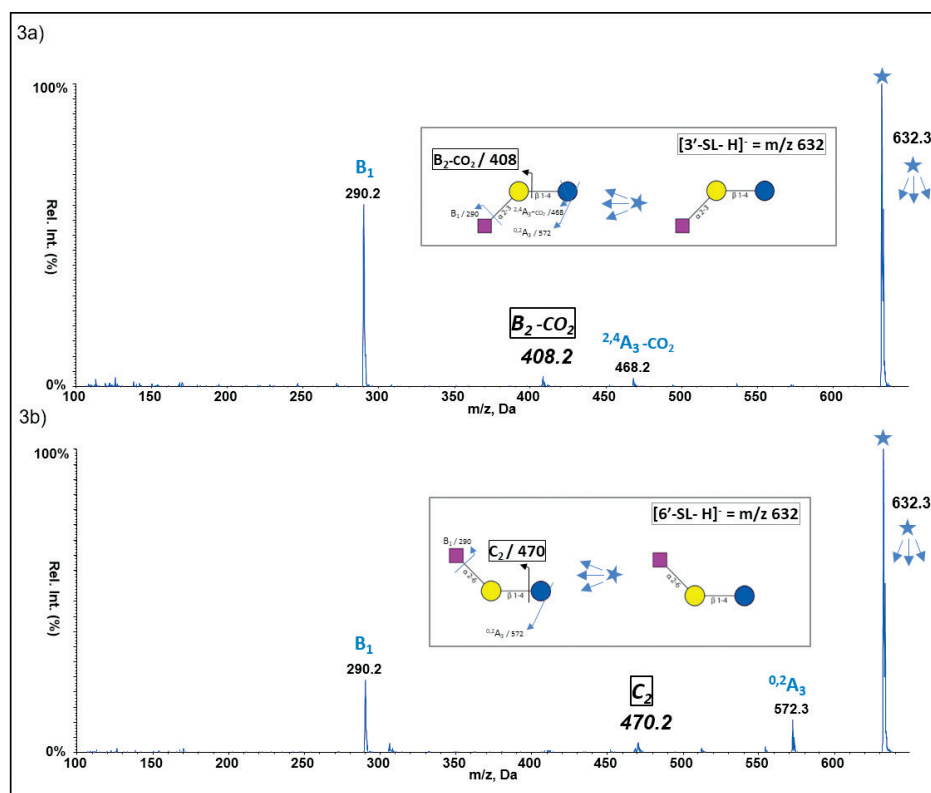 3a)
100%
Rel. Int. (%)
0%
B₁
290.2
B₂-CO₂ / 408
[3′-SL- H]⁻ = m/z 632
β 1-4
α 2-3
B₁ / 290
²,⁴A₃-CO₂ /468
⁰,²A₃ / 572
α 2-3
β 1-4
632.3
B₂ -CO₂
408.2
²,⁴A₃ -CO₂
468.2
100 150 200 250 300 350 400 450 500 550 600
m/z, Da
3b)
100%
Rel. Int. (%)
0%
[6′-SL- H]⁻ = m/z 632
B₁ / 290
C₂ / 470
α 2-6
β 1-4
⁰,²A₃ / 572
α 2-6
β 1-4
632.3
B₁
290.2
C₂
470.2
⁰,²A₃
572.3
100 150 200 250 300 350 400 450 500 550 600
m/z, Da